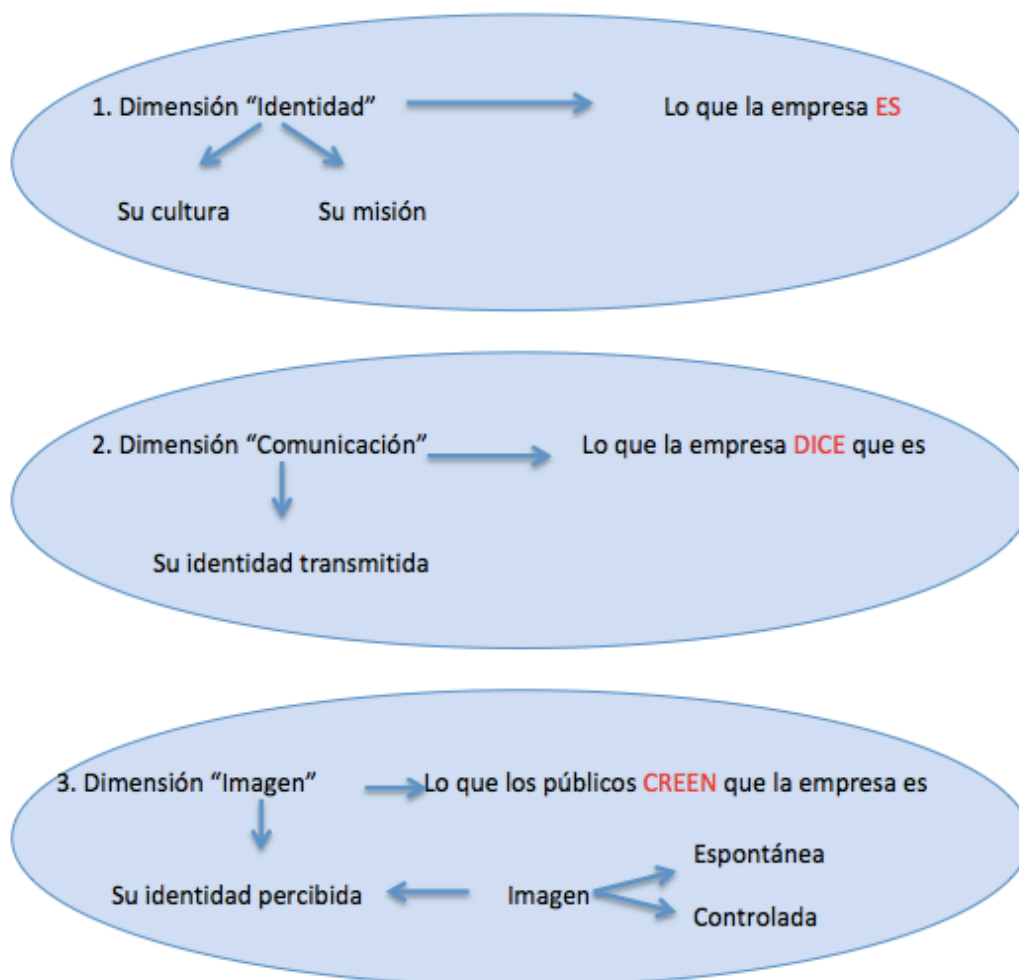 1. Dimensión “Identidad”
Lo que la empresa ES
Su cultura
Su misión
2. Dimensión “Comunicación”
Lo que la empresa DICE que es
Su identidad transmitida
3. Dimensión “Imagen”
Lo que los públicos CREEN que la empresa es
Espontánea
Su identidad percibida
Imagen
Controlada